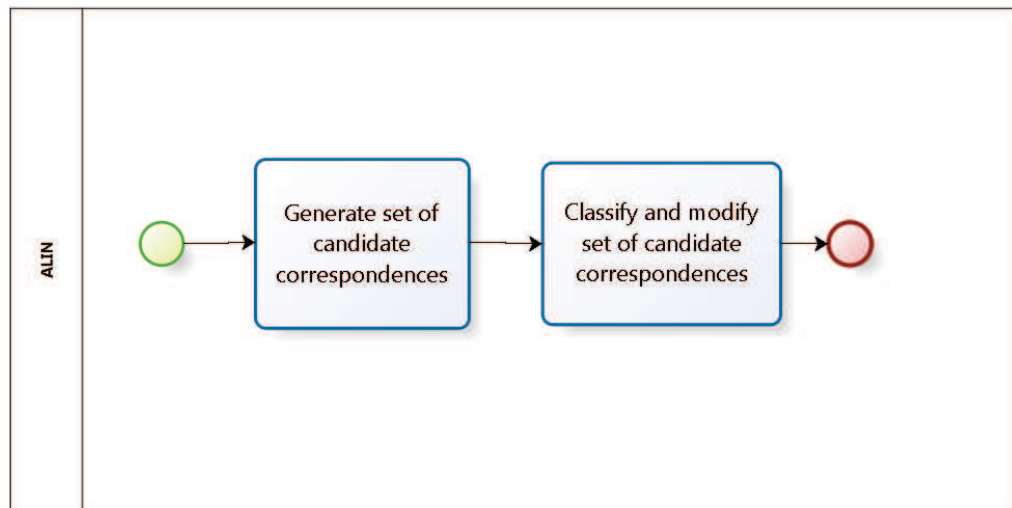 ALIN
Generate set of
candidate
correspondences
Classify and modify
set of candidate
correspondences